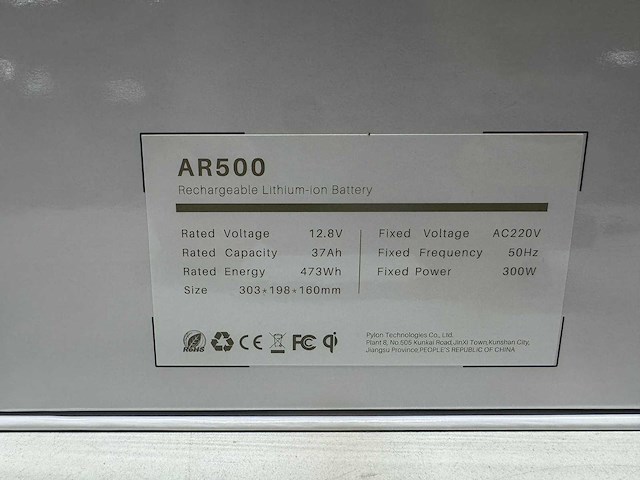 AR500
Rechargeable Lithium-ion Battery
Rated Voltage 12.8V
Rated Capacity 37Ah
Rated Energy 473Wh
Size 303*198*160mm
Fixed Voltage AC220V
Fixed Frequency 50Hz
Fixed Power 300W
RoHS CE FC qi
Pylon Technologies Co., Ltd.
Plant 8, No.505 Kunkai Road,JinXi Town,Kunshan City,
Jiangsu Province,PEOPLE'S REPUBLIC OF CHINA